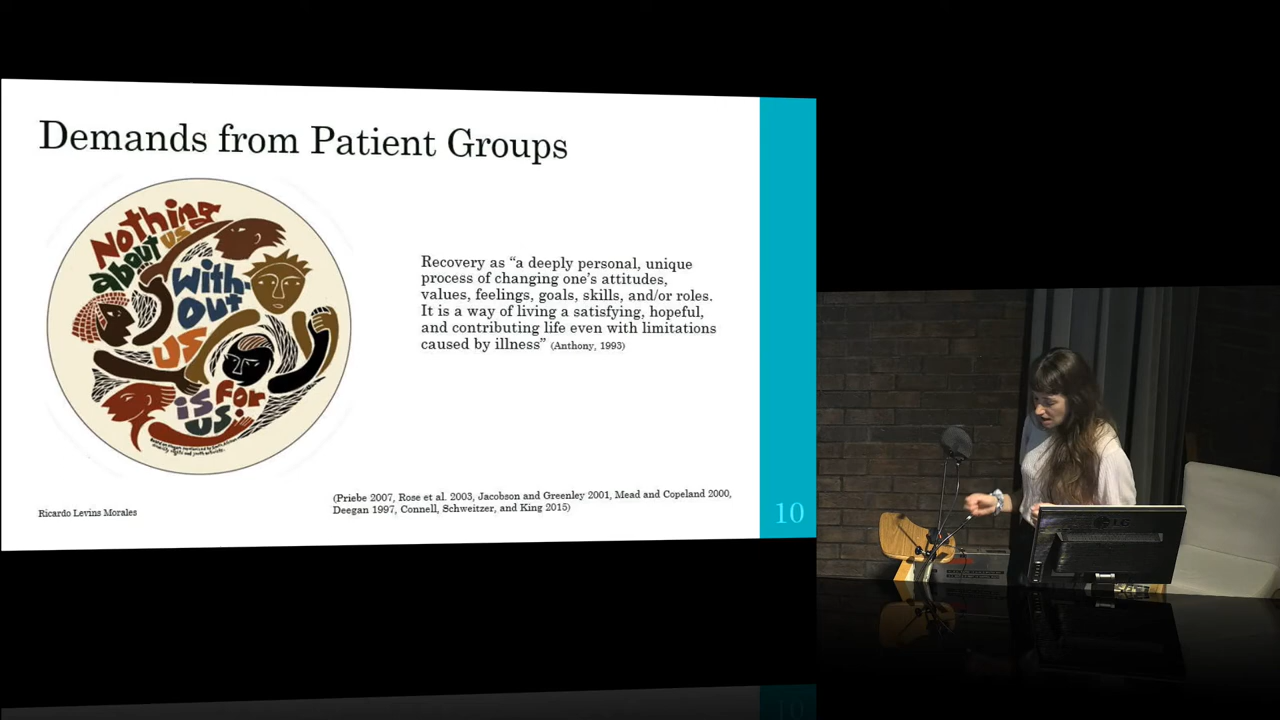 Demands from Patient Groups
Nothing
about us
with-
out
us
is for
us!
Recovery as “a deeply personal, unique
process of changing one’s attitudes,
values, feelings, goals, skills, and/or roles.
It is a way of living a satisfying, hopeful,
and contributing life even with limitations
caused by illness” (Anthony, 1993)
(Priebe 2007, Rose et al. 2003, Jacobson and Greenley 2001, Mead and Copeland 2000,
Deegan 1997, Connell, Schweitzer, and King 2015)
Ricardo Levins Morales
10
LG